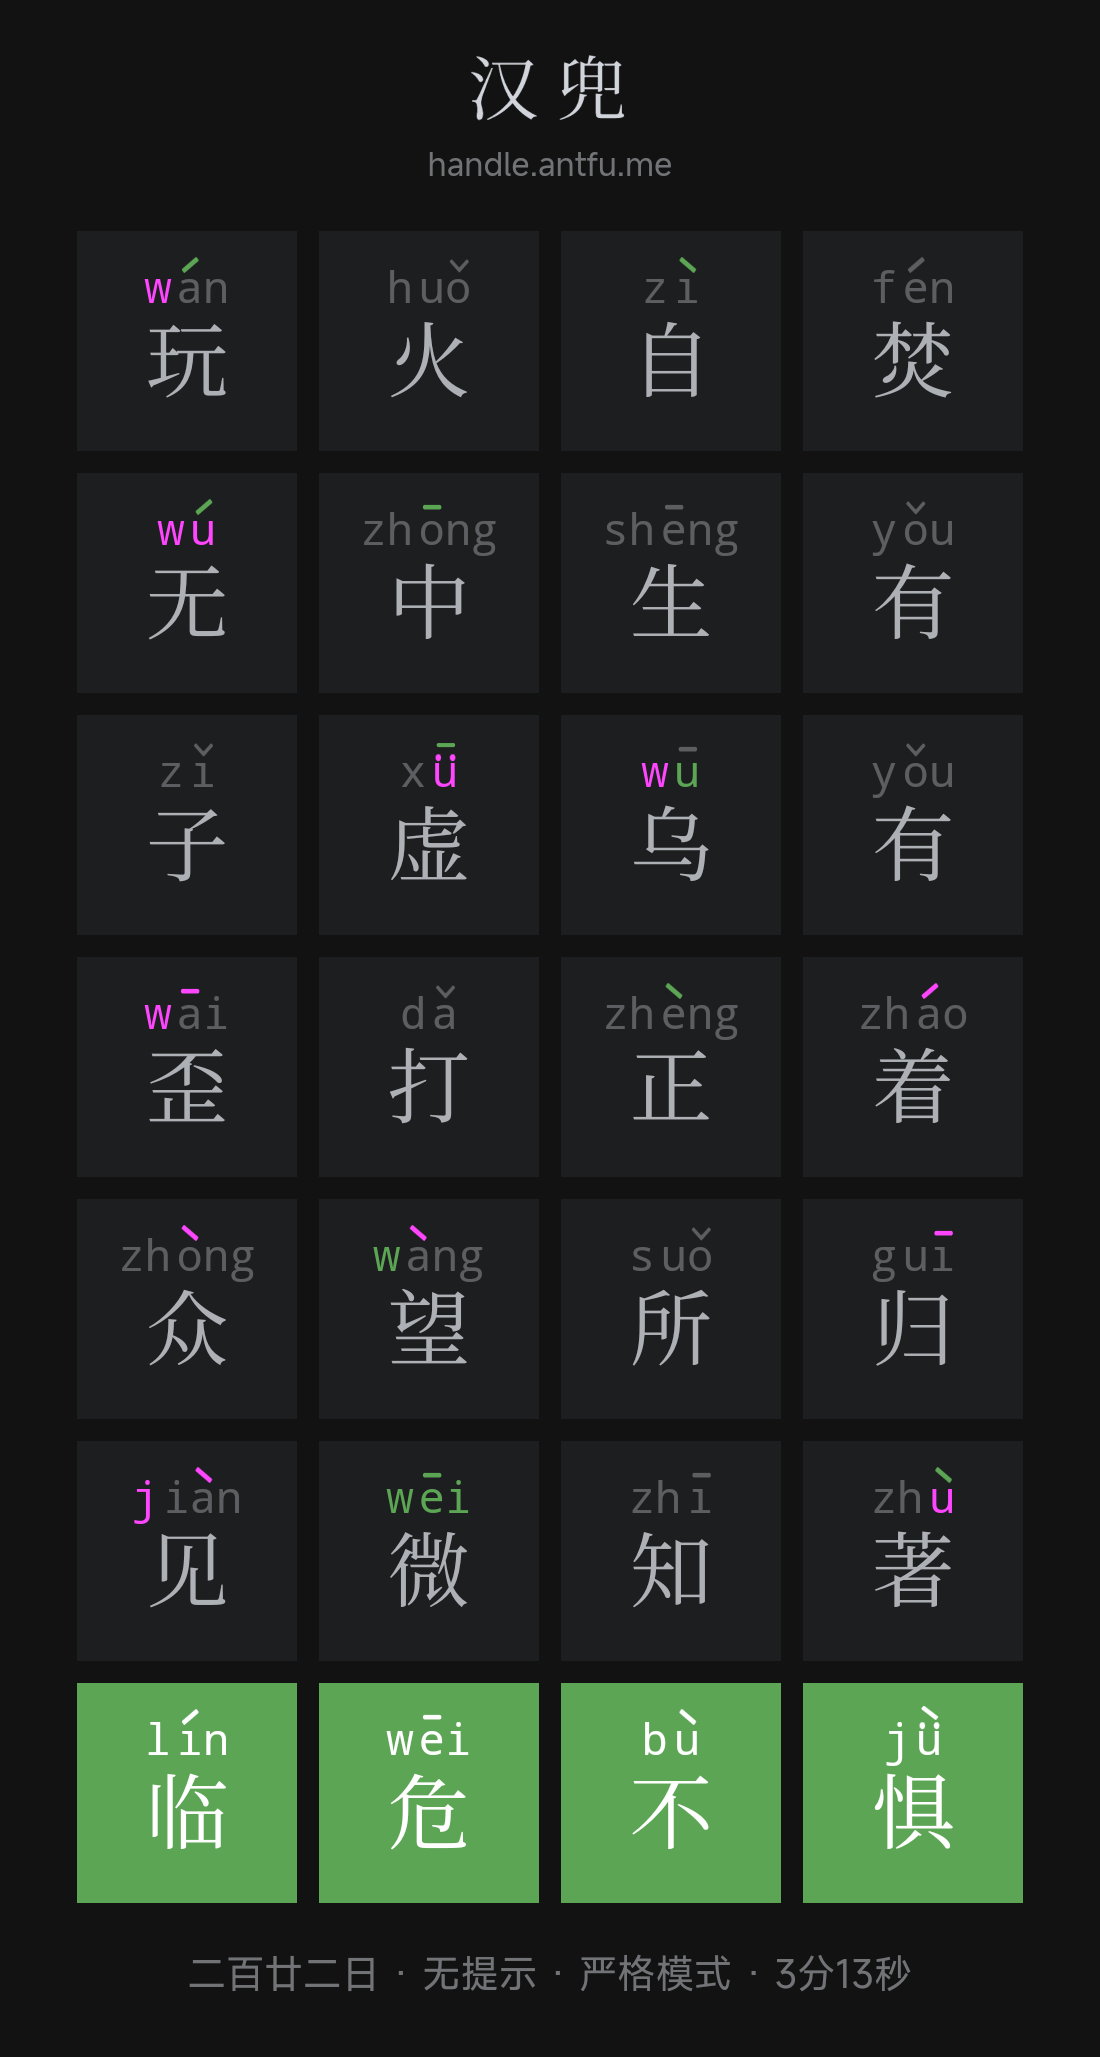 汉兜
handle.antfu.me
wán huǒ zì fén
玩 火 自 焚
wú zhōng shēng yǒu
无 中 生 有
zǐ xǖ wū yǒu
子 虚 乌 有
wāi dǎ zhèng zháo
歪 打 正 着
zhòng wàng suǒ guī
众 望 所 归
jiàn wēi zhī zhù
见 微 知 著
lín wēi bù jǜ
临 危 不 惧
二百廿二日 · 无提示 · 严格模式 · 3分13秒